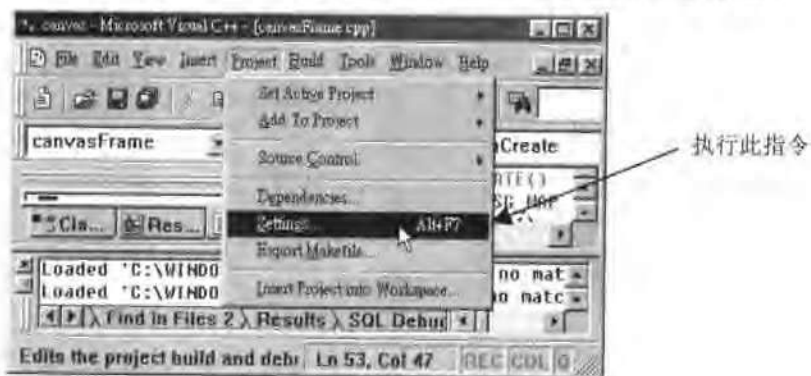 canvas - Microsoft Visual C++ - [canvasFrame.cpp]
File Edit View Insert Project Build Tools Window Help
Set Active Project
Add To Project
canvasFrame
Create
Source Control
执行此指令
Dependencies...
Settings... Alt+F7
Cla... Res...
Export Makefile...
Loaded 'C:\WINDO
no mat
Insert Project into Workspace...
Loaded 'C:\WINDO
no matc
Find in Files 2 Results SQL Debug
Edits the project build and debu Ln 53, Col 47 REC COL O